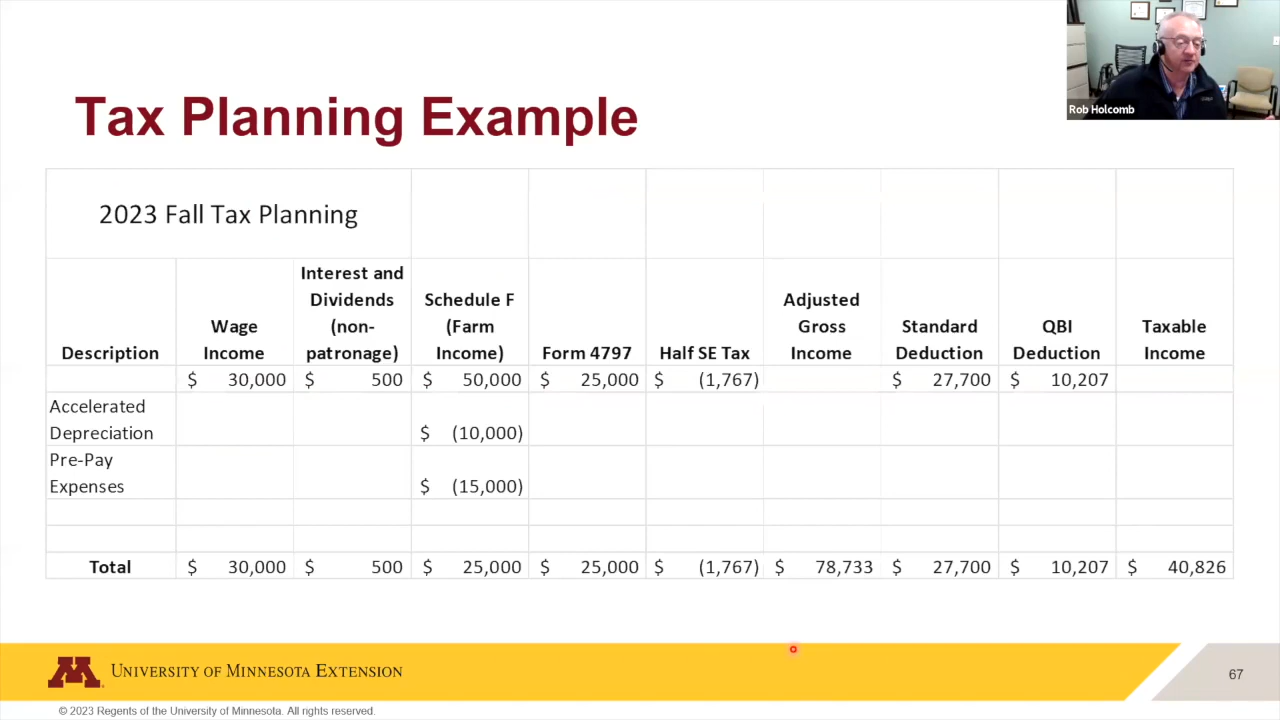 Rob Holcomb
Tax Planning Example
2023 Fall Tax Planning
Description
Wage
Income
Interest and
Dividends
(non-
patronage)
Schedule F
(Farm
Income)
Form 4797
Half SE Tax
Adjusted
Gross
Income
Standard
Deduction
QBI
Deduction
Taxable
Income
$ 30,000 $ 500 $ 50,000 $ 25,000 $ (1,767) $ 27,700 $ 10,207
Accelerated
Depreciation $ (10,000)
Pre-Pay
Expenses $ (15,000)
Total $ 30,000 $ 500 $ 25,000 $ 25,000 $ (1,767) $ 78,733 $ 27,700 $ 10,207 $ 40,826
M
UNIVERSITY OF MINNESOTA EXTENSION
67
© 2023 Regents of the University of Minnesota. All rights reserved.